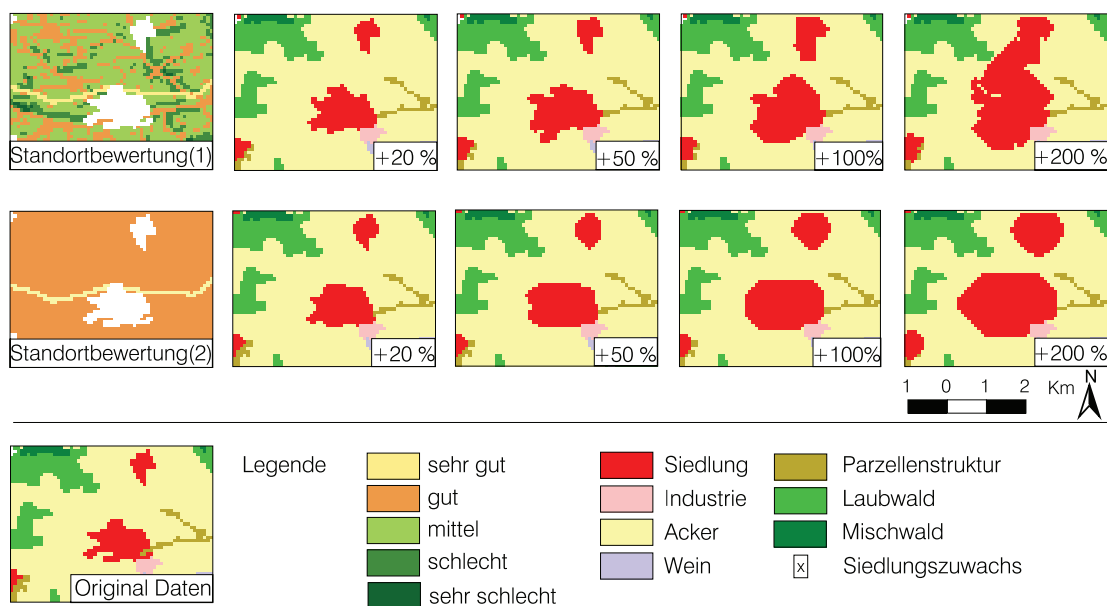 Standortbewertung(1)
+20 %
+50 %
+100%
+200 %
Standortbewertung(2)
+20 %
+50 %
+100%
+200 %
1 0 1 2 Km
N
Original Daten
Legende
sehr gut
gut
mittel
schlecht
sehr schlecht
Siedlung
Industrie
Acker
Wein
Parzellenstruktur
Laubwald
Mischwald
x Siedlungszuwachs